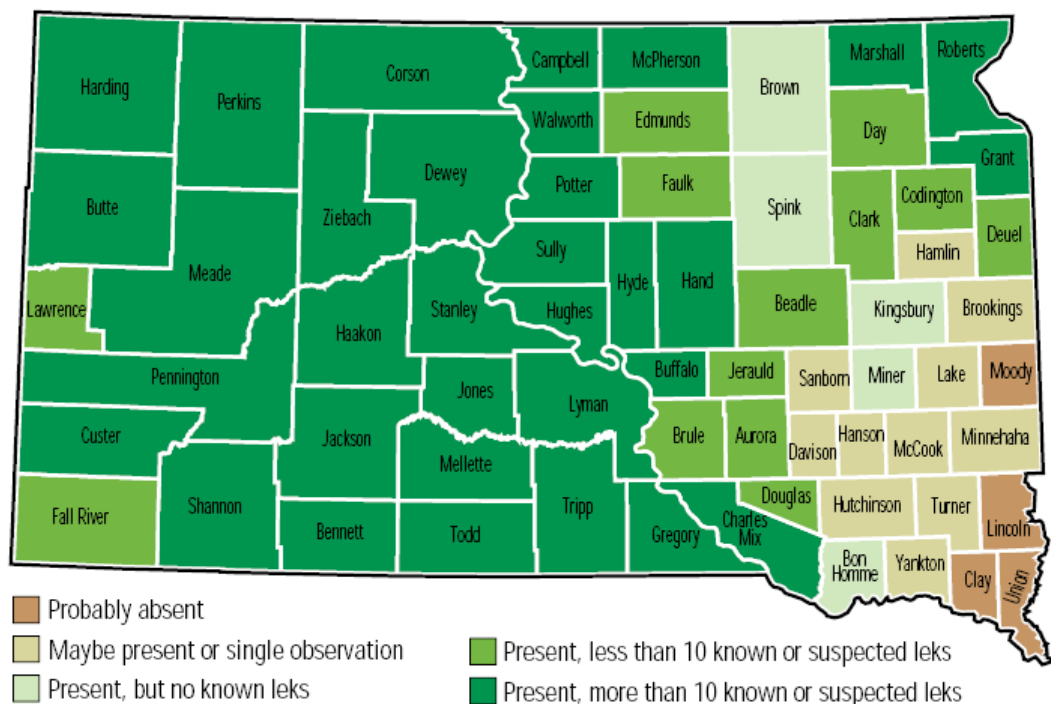 Harding
Perkins
Corson
Campbell
McPherson
Brown
Marshall
Roberts
Walworth
Edmunds
Day
Dewey
Grant
Butte
Ziebach
Potter
Faulk
Spink
Clark
Codington
Deuel
Meade
Sully
Hyde
Hand
Hamlin
Lawrence
Stanley
Hughes
Beadle
Kingsbury
Brookings
Haakon
Pennington
Jones
Lyman
Buffalo
Jerauld
Sanborn
Miner
Lake
Moody
Custer
Jackson
Mellette
Brule
Aurora
Davison
Hanson
McCook
Minnehaha
Fall River
Shannon
Bennett
Todd
Tripp
Gregory
Charles
Mix
Douglas
Hutchinson
Turner
Lincoln
Bon
Homme
Yankton
Clay
Union
Probably absent
Maybe present or single observation
Present, but no known leks
Present, less than 10 known or suspected leks
Present, more than 10 known or suspected leks